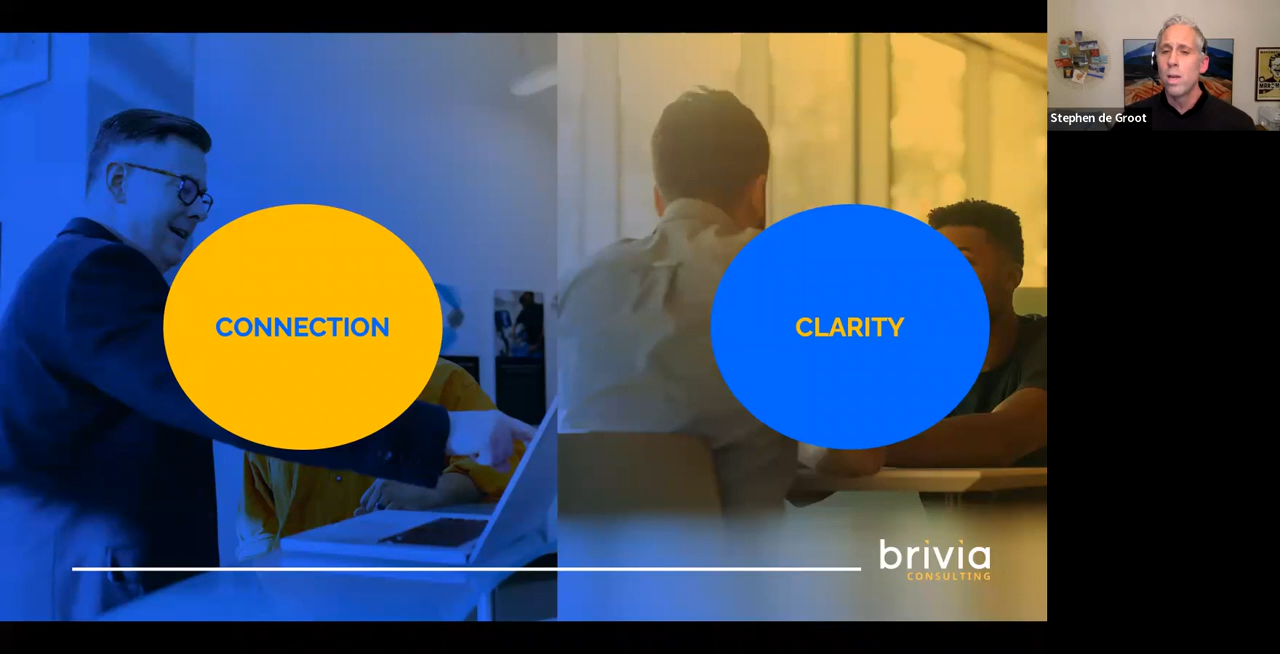 CONNECTION
CLARITY
brivia
CONSULTING
Stephen de Groot